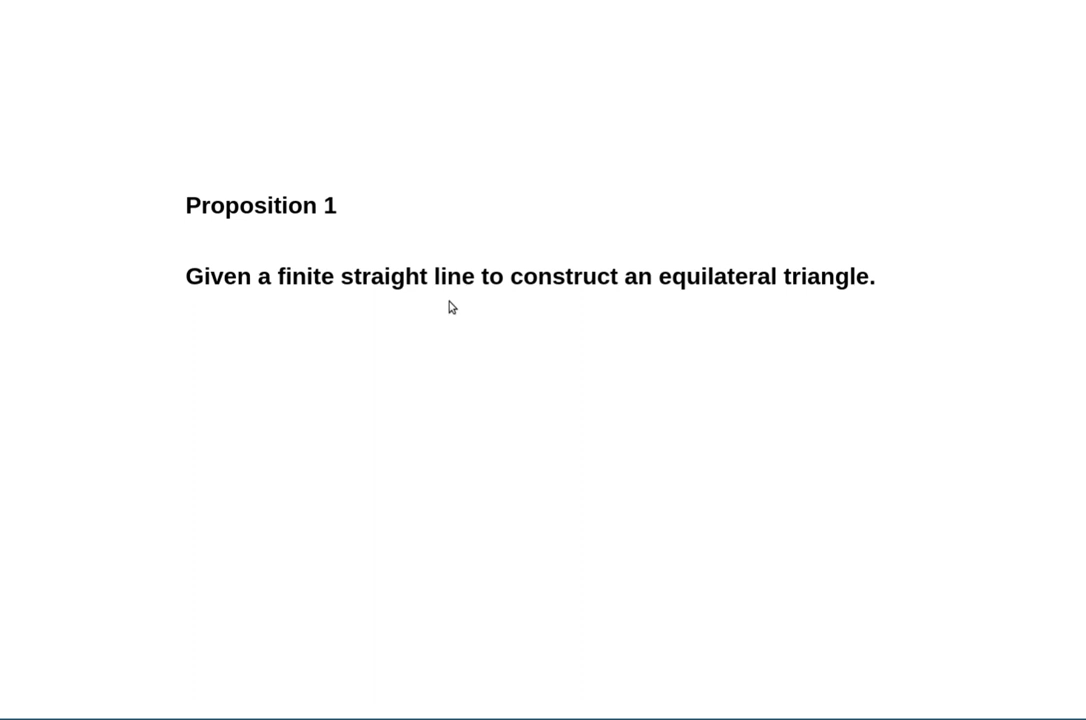 Proposition 1
Given a finite straight line to construct an equilateral triangle.